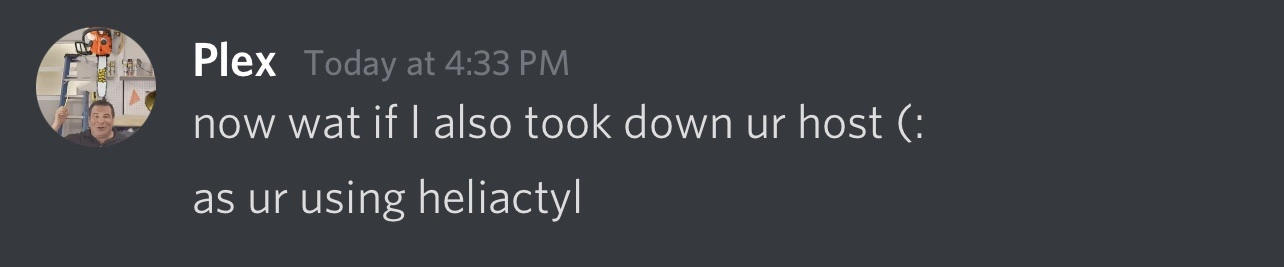 Plex Today at 4:33 PM
now wat if I also took down ur host (:
as ur using heliactyl